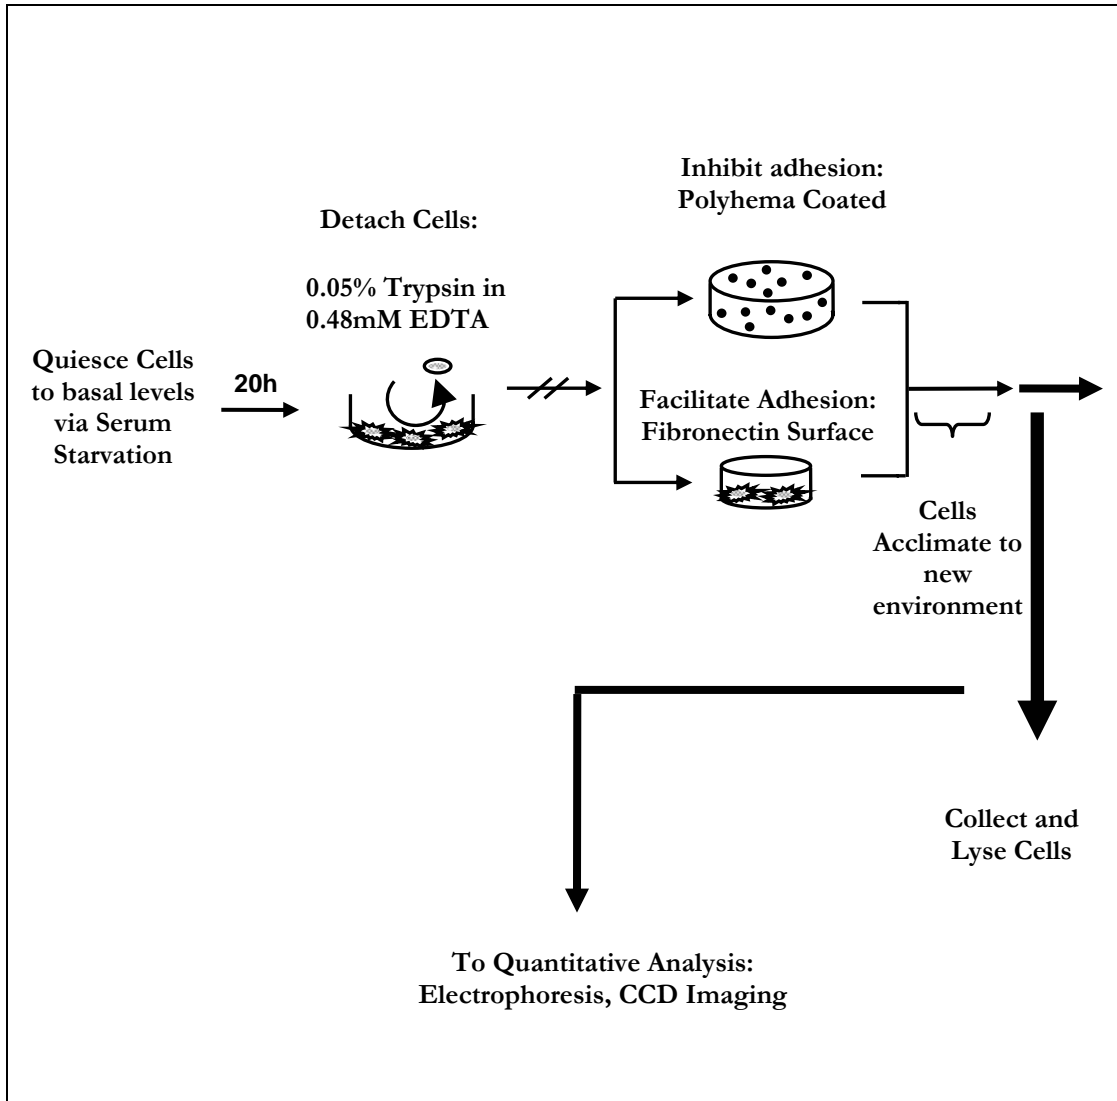 Quiesce Cells
to basal levels
via Serum
Starvation
20h
Detach Cells:
0.05% Trypsin in
0.48mM EDTA
Inhibit adhesion:
Polyhema Coated
Facilitate Adhesion:
Fibronectin Surface
Cells
Acclimate to
new
environment
Collect and
Lyse Cells
To Quantitative Analysis:
Electrophoresis, CCD Imaging